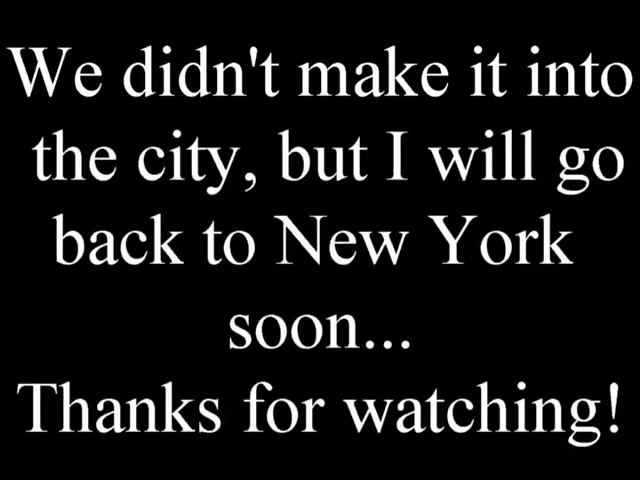 We didn't make it into
the city, but I will go
back to New York
soon...
Thanks for watching!